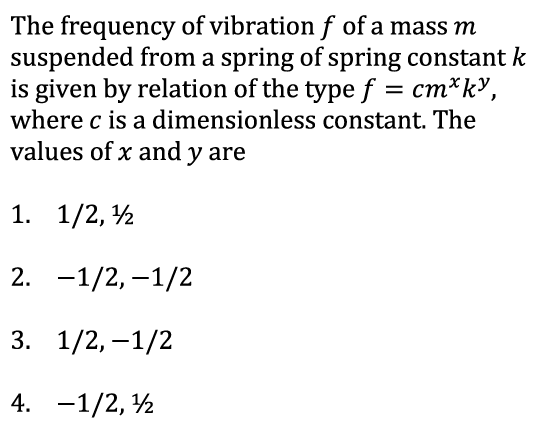 The frequency of vibration f of a mass m
suspended from a spring of spring constant k
is given by relation of the type f = cmˣkʸ,
where c is a dimensionless constant. The
values of x and y are
1. 1/2, ½
2. −1/2, −1/2
3. 1/2, −1/2
4. −1/2, ½